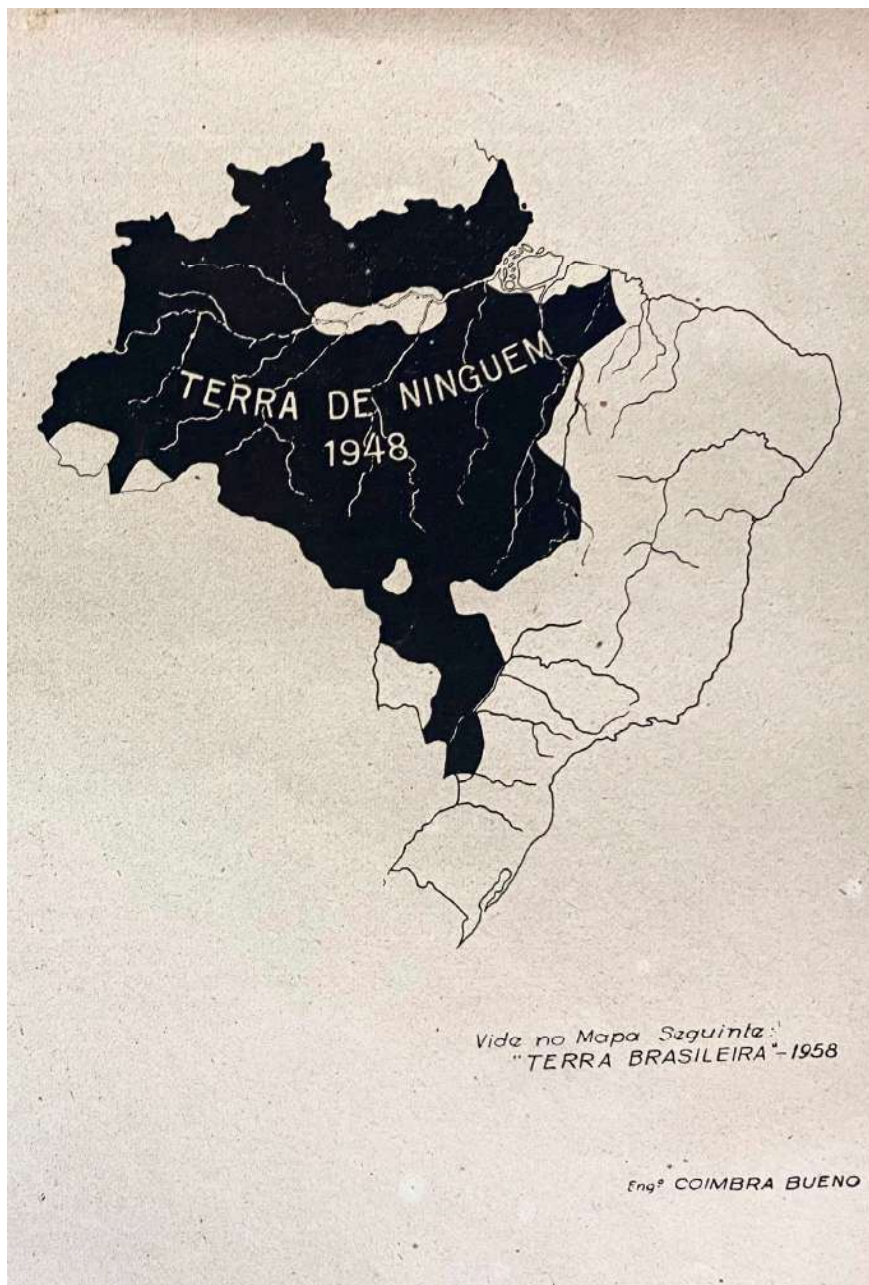 TERRA DE NINGUEM
1948
Vide no Mapa Seguinte:
"TERRA BRASILEIRA"-1958
Engº COIMBRA BUENO